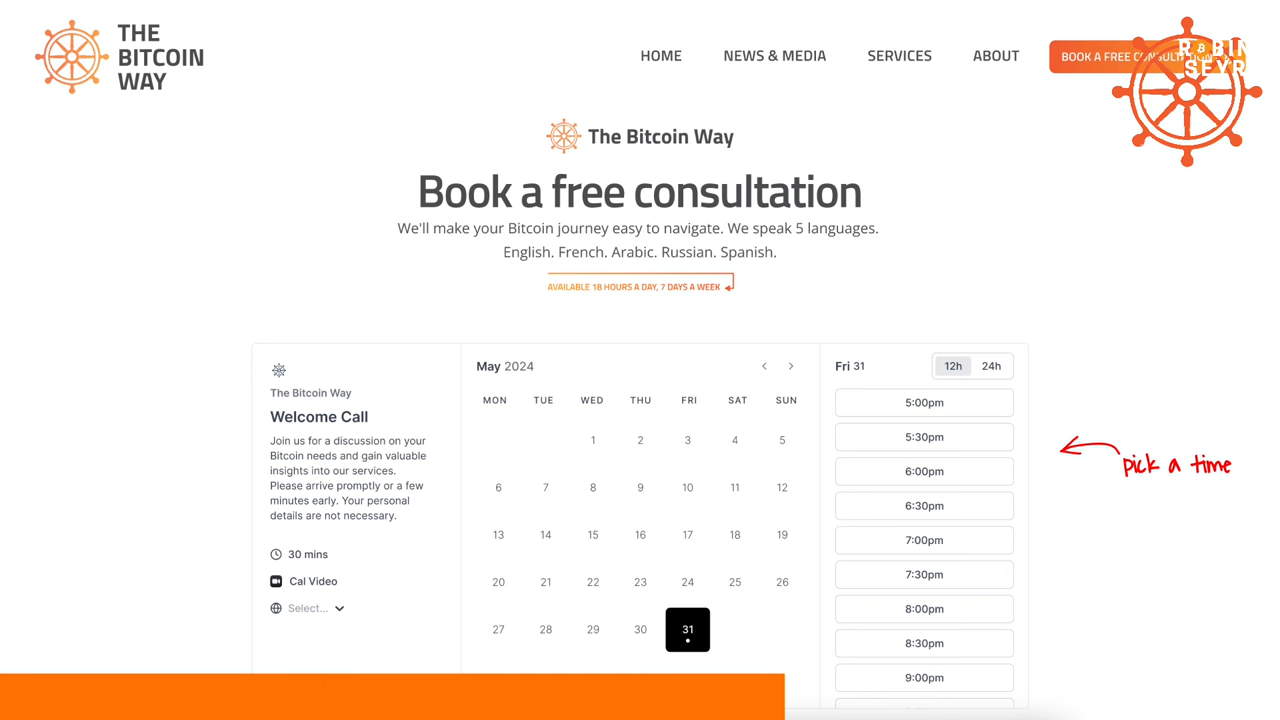 THE
BITCOIN
WAY
HOME
NEWS & MEDIA
SERVICES
ABOUT
BOOK A FREE
The Bitcoin Way
Book a free consultation
We'll make your Bitcoin journey easy to navigate. We speak 5 languages.
English. French. Arabic. Russian. Spanish.
AVAILABLE 18 HOURS A DAY, 7 DAYS A WEEK
The Bitcoin Way
Welcome Call
Join us for a discussion on your
Bitcoin needs and gain valuable
insights into our services.
Please arrive promptly or a few
minutes early. Your personal
details are not necessary.
30 mins
Cal Video
Select...
May 2024
MON TUE WED THU FRI SAT SUN
1 2 3 4 5
6 7 8 9 10 11 12
13 14 15 16 17 18 19
20 21 22 23 24 25 26
27 28 29 30 31
Fri 31
12h 24h
5:00pm
5:30pm
6:00pm
6:30pm
7:00pm
7:30pm
8:00pm
8:30pm
9:00pm
pick a time